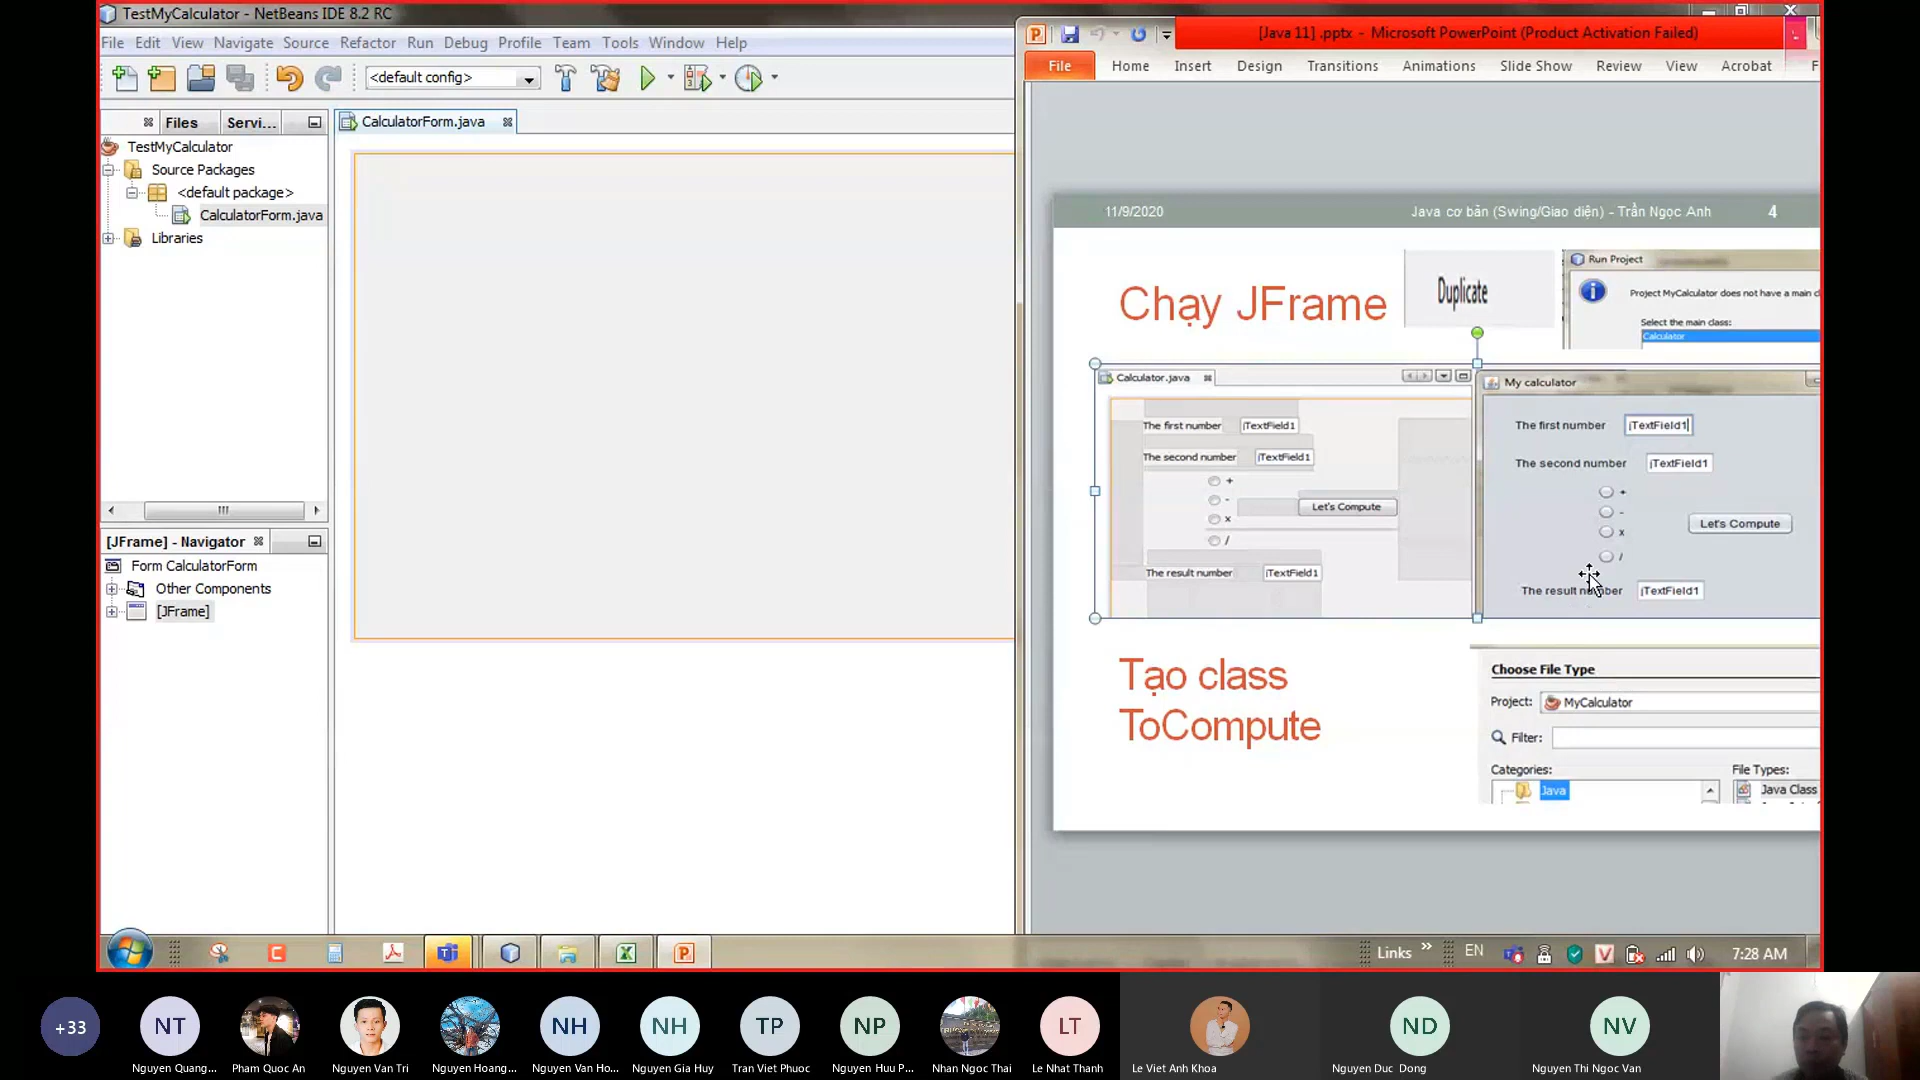 TestMyCalculator - NetBeans IDE 8.2 RC
File Edit View Navigate Source Refactor Run Debug Profile Team Tools Window Help
<default config>
Files Servi...
CalculatorForm.java
TestMyCalculator
Source Packages
<default package>
CalculatorForm.java
Libraries
[JFrame] - Navigator
Form CalculatorForm
Other Components
[JFrame]
[Java 11] .pptx - Microsoft PowerPoint (Product Activation Failed)
File Home Insert Design Transitions Animations Slide Show Review View Acrobat
11/9/2020 Java cơ bản (Swing/Giao diện) - Trần Ngọc Anh 4
Chạy JFrame
Duplicate
Run Project
Project MyCalculator does not have a main cl
Select the main class:
Calculator
Calculator.java
The first number jTextField1
The second number jTextField1
+
-
x
/
Let's Compute
The result number jTextField1
My calculator
The first number jTextField1
The second number jTextField1
+
-
x
/
Let's Compute
The result number jTextField1
Tạo class
ToCompute
Choose File Type
Project: MyCalculator
Filter:
Categories: File Types:
Java Java Class
Links EN 7:28 AM
+33 NT NH NH TP NP LT ND NV
Nguyen Quang... Pham Quoc An Nguyen Van Tri Nguyen Hoang... Nguyen Van Ho... Nguyen Gia Huy Tran Viet Phuoc Nguyen Huu P... Nhan Ngoc Thai Le Nhat Thanh Le Viet Anh Khoa Nguyen Duc Dong Nguyen Thi Ngoc Van